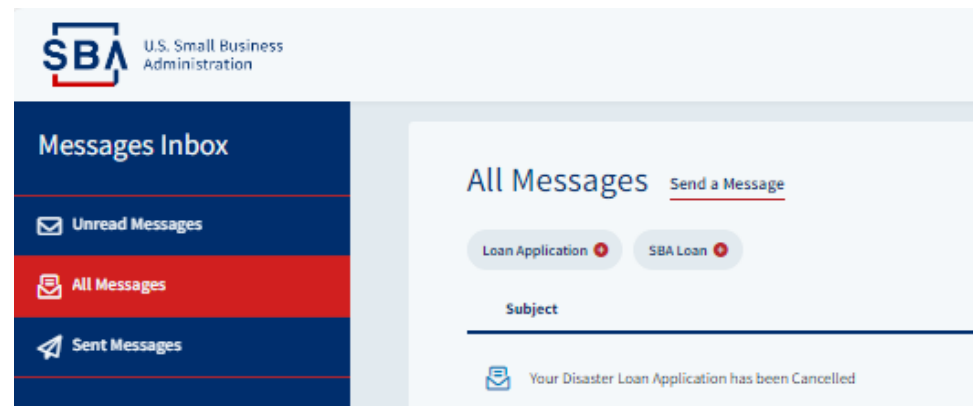 SBA
U.S. Small Business
Administration
Messages Inbox
Unread Messages
All Messages
Sent Messages
All Messages Send a Message
Loan Application SBA Loan
Subject
Your Disaster Loan Application has been Cancelled